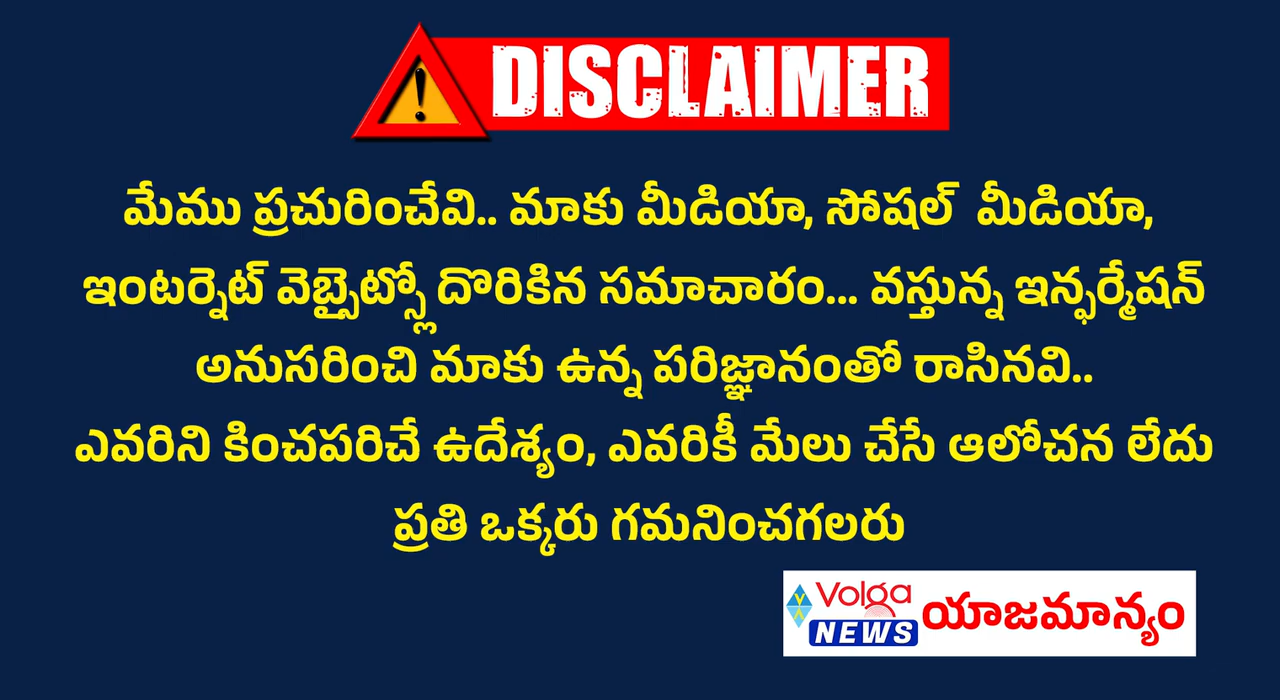 DISCLAIMER
మేము ప్రచురించేవి.. మాకు మీడియా, సోషల్ మీడియా,
ఇంటర్నెట్ వెబ్సైట్స్లో దొరికిన సమాచారం... వస్తున్న ఇన్ఫర్మేషన్
అనుసరించి మాకు ఉన్న పరిజ్ఞానంతో రాసినవి..
ఎవరిని కించపరిచే ఉదేశ్యం, ఎవరికీ మేలు చేసే ఆలోచన లేదు
ప్రతి ఒక్కరు గమనించగలరు
Volga NEWS యాజమాన్యం